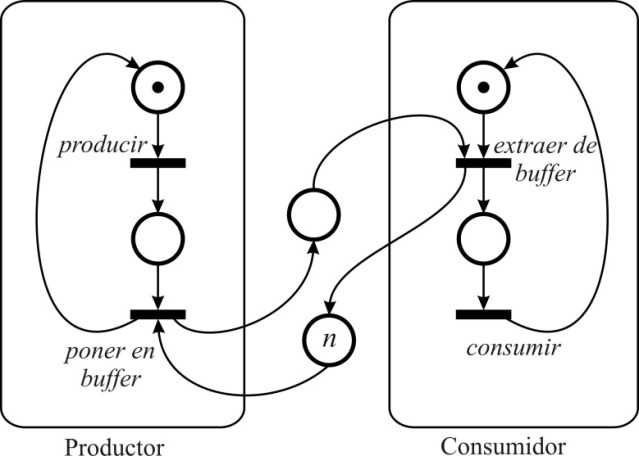 producir
poner en
buffer
Productor
n
extraer de
buffer
consumir
Consumidor